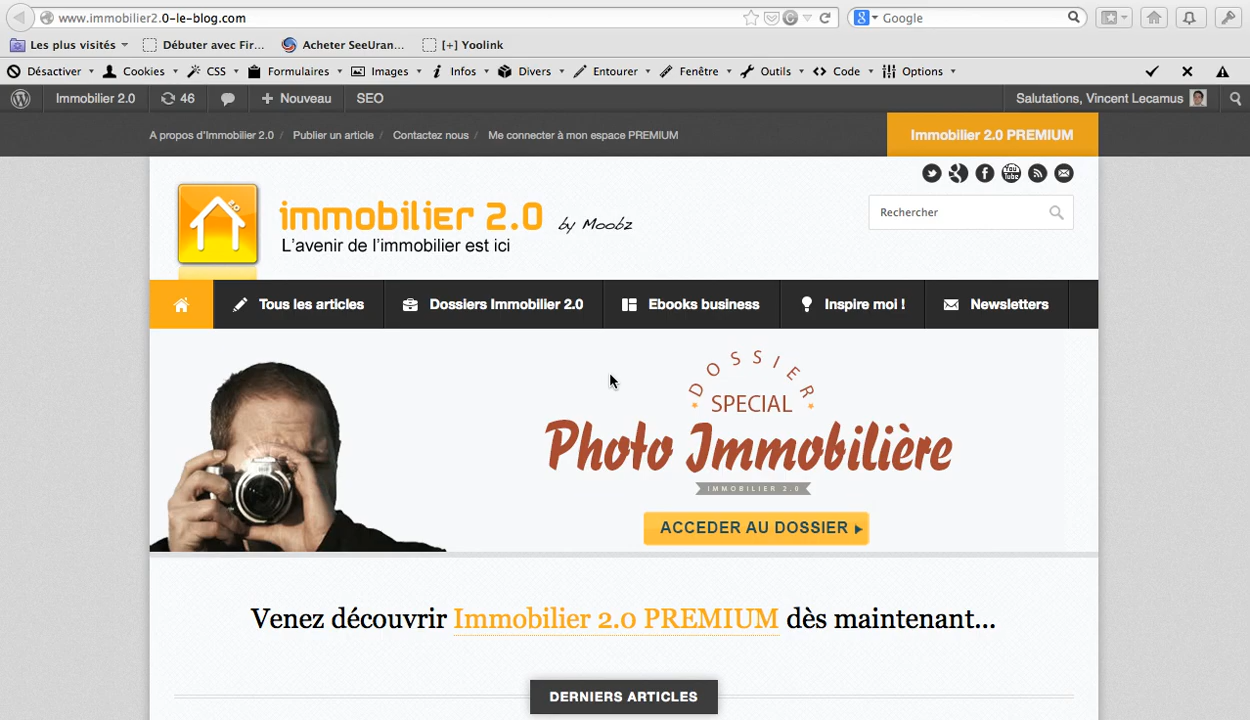 www.immobilier2.0-le-blog.com
Google
Les plus visités
Débuter avec Fir...
Acheter SeeUran...
[+] Yoolink
Désactiver
Cookies
CSS
Formulaires
Images
Infos
Divers
Entourer
Fenêtre
Outils
Code
Options
Immobilier 2.0
46
Nouveau
SEO
Salutations, Vincent Lecamus
A propos d'Immobilier 2.0 /
Publier un article /
Contactez nous /
Me connecter à mon espace PREMIUM
Immobilier 2.0 PREMIUM
immobilier 2.0 by Moobz
L'avenir de l'immobilier est ici
Rechercher
Tous les articles
Dossiers Immobilier 2.0
Ebooks business
Inspire moi !
Newsletters
DOSSIER
SPECIAL
Photo Immobilière
IMMOBILIER 2.0
ACCEDER AU DOSSIER
Venez découvrir Immobilier 2.0 PREMIUM dès maintenant...
DERNIERS ARTICLES